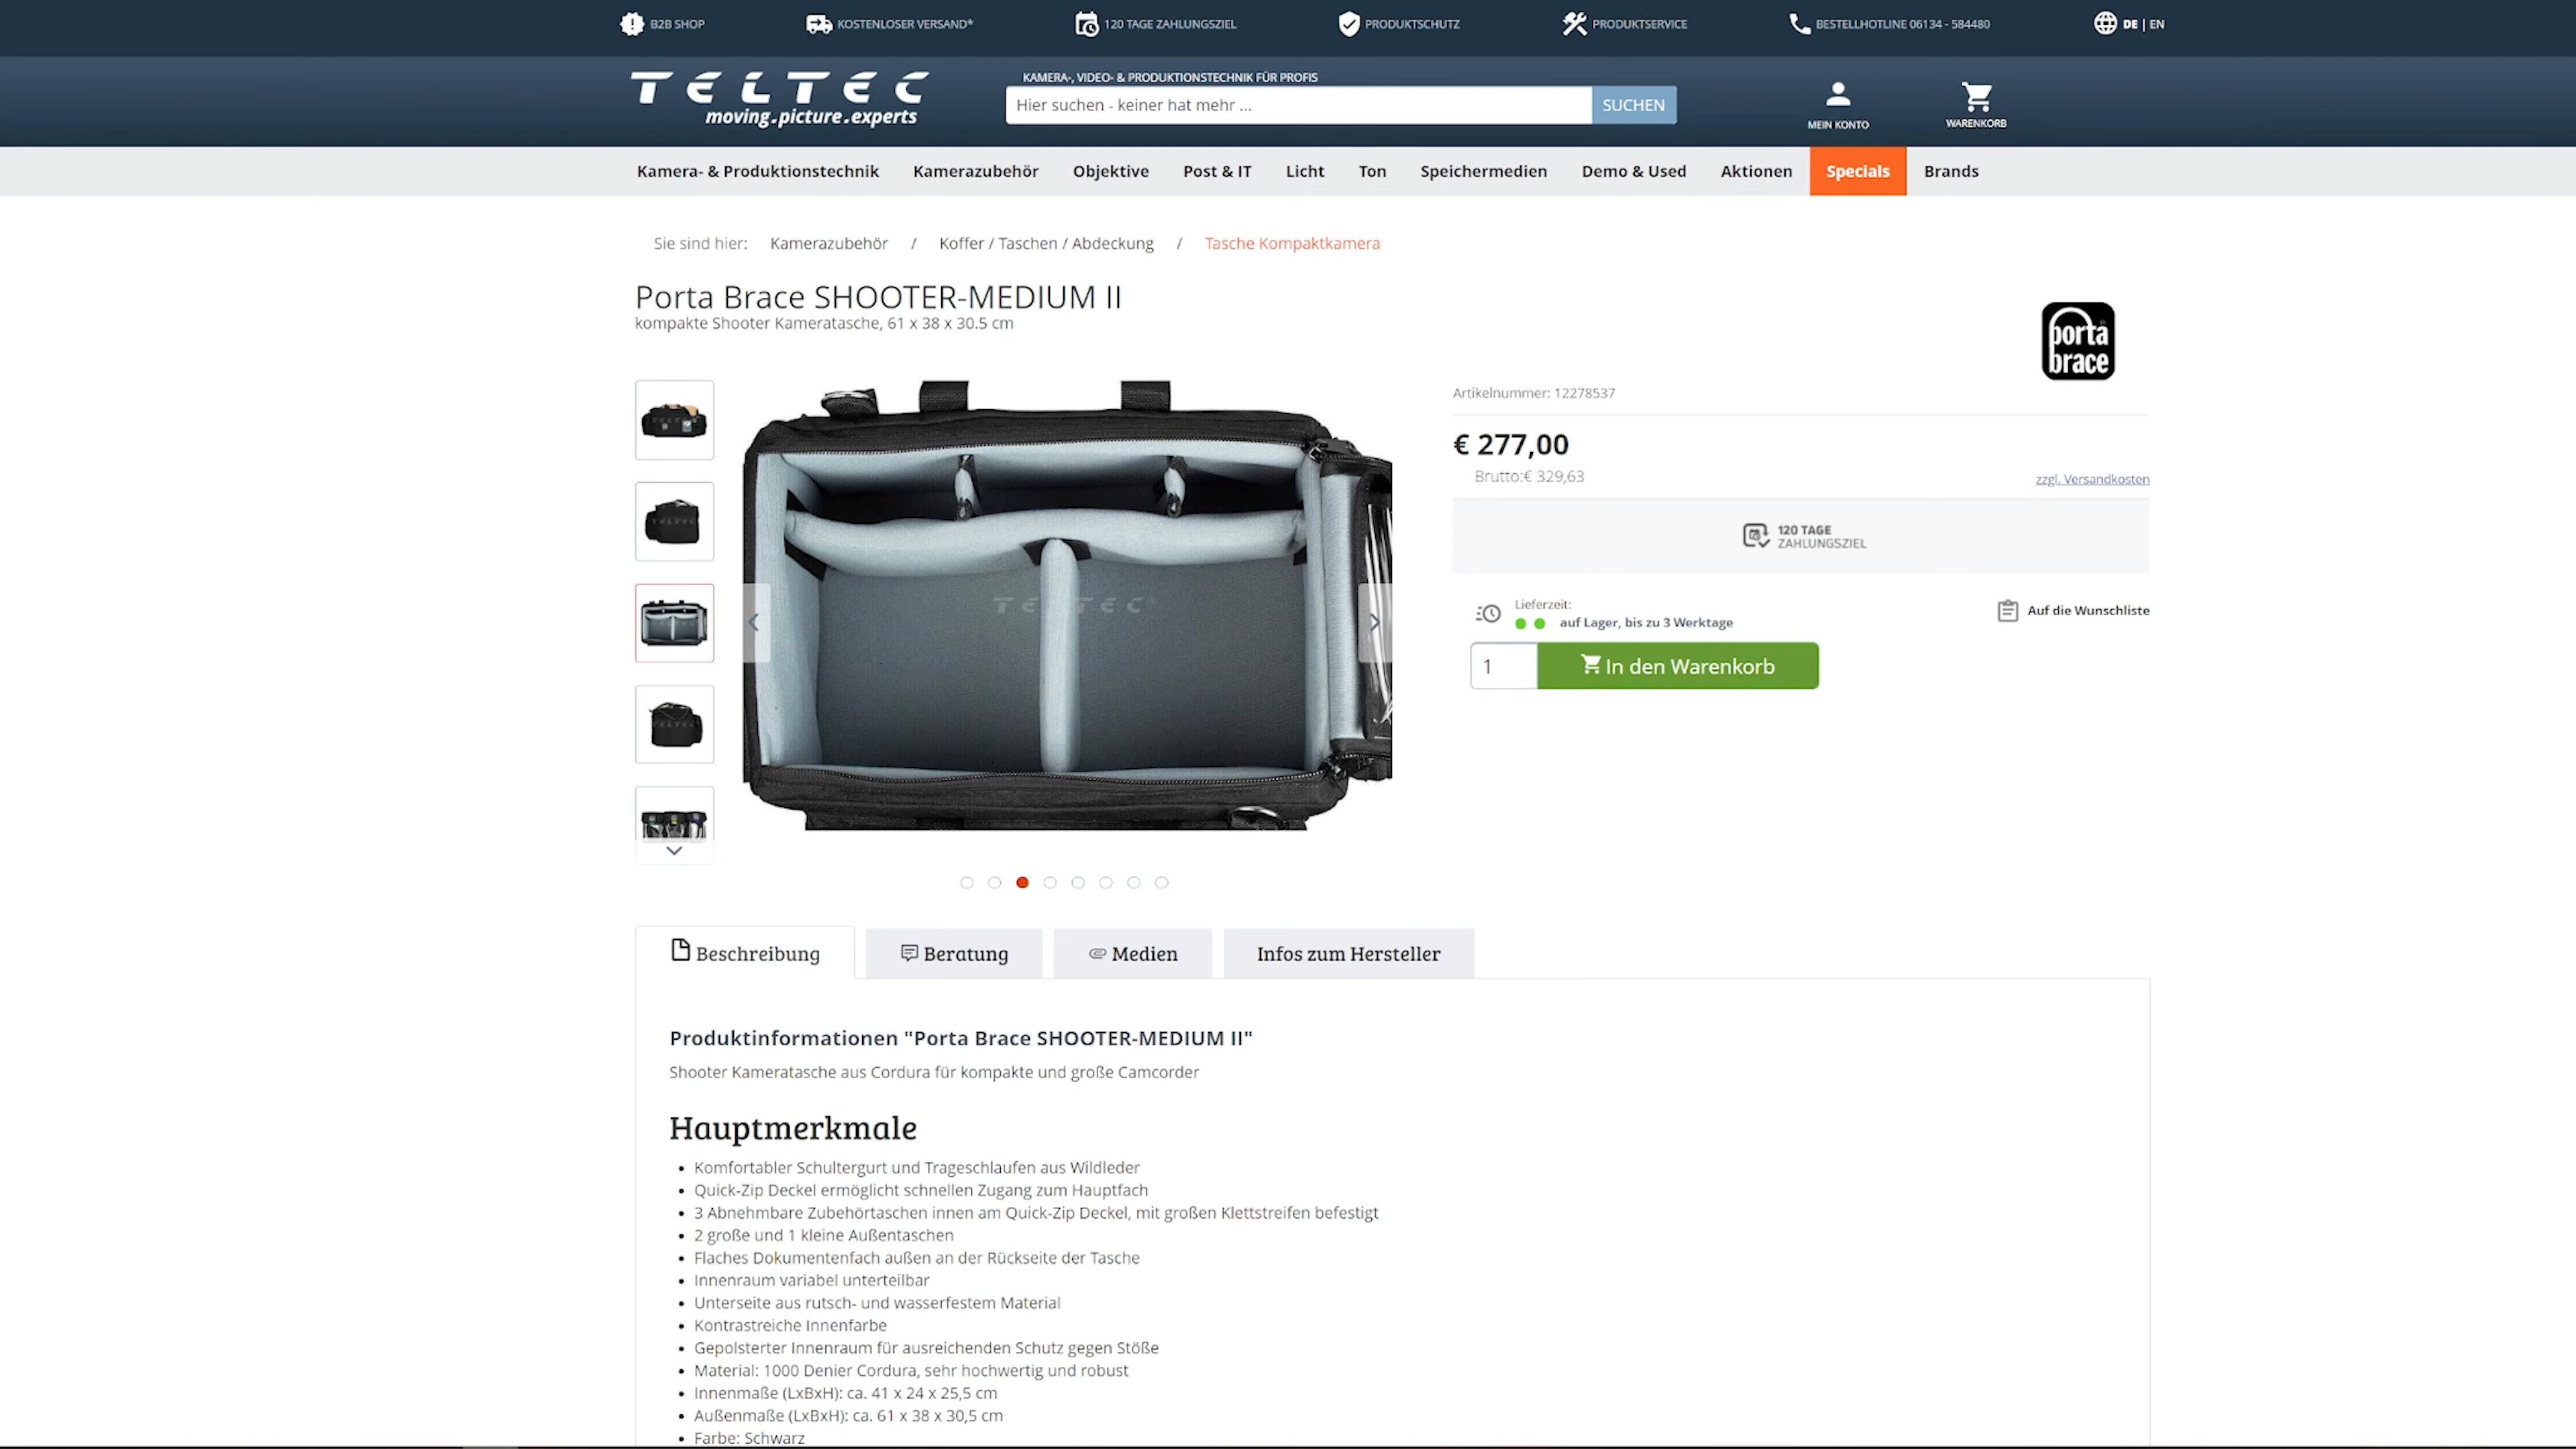 B2B SHOP
KOSTENLOSER VERSAND*
120 TAGE ZAHLUNGSZIEL
PRODUKTSCHUTZ
PRODUKTSERVICE
BESTELLHOTLINE 06134 - 584480
DE | EN
TELTEC
moving.picture.experts
KAMERA-, VIDEO- & PRODUKTIONSTECHNIK FÜR PROFIS
Hier suchen - keiner hat mehr ...
SUCHEN
MEIN KONTO
WARENKORB
Kamera- & Produktionstechnik
Kamerazubehör
Objektive
Post & IT
Licht
Ton
Speichermedien
Demo & Used
Aktionen
Specials
Brands
Sie sind hier: Kamerazubehör / Koffer / Taschen / Abdeckung / Tasche Kompaktkamera
Porta Brace SHOOTER-MEDIUM II
kompakte Shooter Kameratasche, 61 x 38 x 30.5 cm
porta
brace
TELTEC
Artikelnummer: 12278537
€ 277,00
Brutto:€ 329,63
zzgl. Versandkosten
120 TAGE
ZAHLUNGSZIEL
Lieferzeit:
auf Lager, bis zu 3 Werktage
Auf die Wunschliste
1
In den Warenkorb
Beschreibung
Beratung
Medien
Infos zum Hersteller
Produktinformationen "Porta Brace SHOOTER-MEDIUM II"
Shooter Kameratasche aus Cordura für kompakte und große Camcorder
Hauptmerkmale
• Komfortabler Schultergurt und Trageschlaufen aus Wildleder
• Quick-Zip Deckel ermöglicht schnellen Zugang zum Hauptfach
• 3 Abnehmbare Zubehörtaschen innen am Quick-Zip Deckel, mit großen Klettstreifen befestigt
• 2 große und 1 kleine Außentaschen
• Flaches Dokumentenfach außen an der Rückseite der Tasche
• Innenraum variabel unterteilbar
• Unterseite aus rutsch- und wasserfestem Material
• Kontrastreiche Innenfarbe
• Gepolsterter Innenraum für ausreichenden Schutz gegen Stöße
• Material: 1000 Denier Cordura, sehr hochwertig und robust
• Innenmaße (LxBxH): ca. 41 x 24 x 25,5 cm
• Außenmaße (LxBxH): ca. 61 x 38 x 30,5 cm
• Farbe: Schwarz